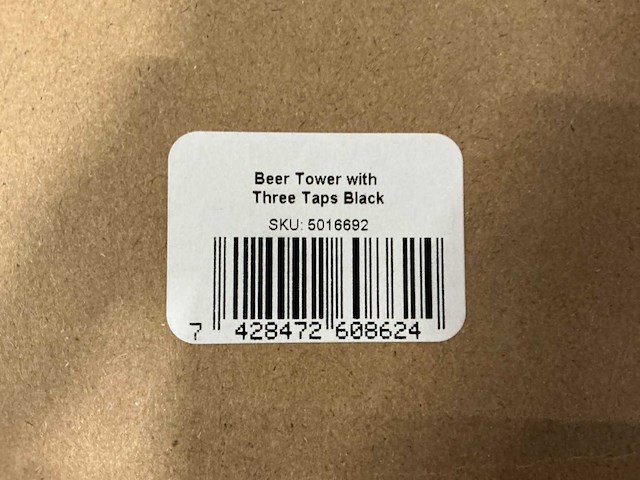 Beer Tower with
Three Taps Black
SKU: 5016692
7 428472 608624